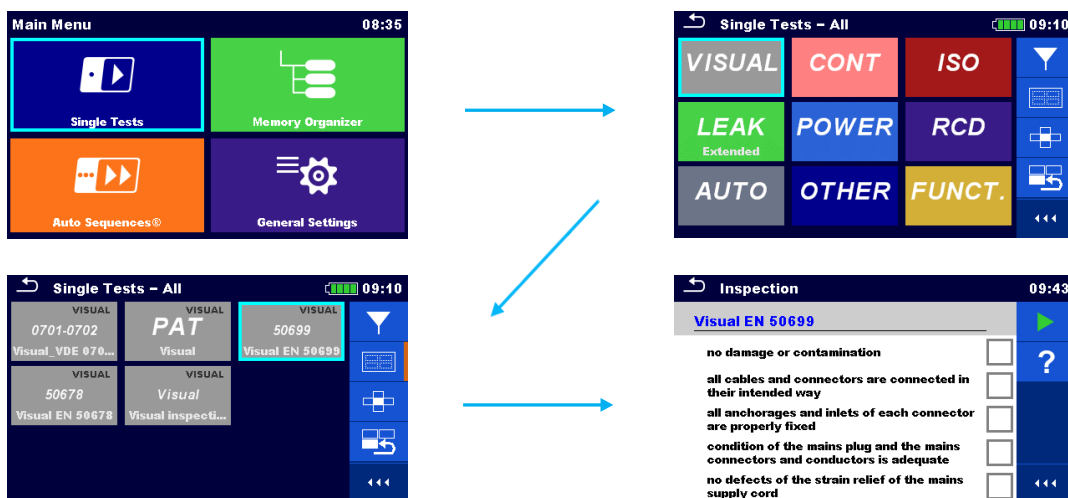 Main Menu 08:35
Single Tests
Memory Organizer
Auto Sequences®
General Settings
Single Tests – All 09:10
VISUAL CONT ISO
LEAK POWER RCD
Extended
AUTO OTHER FUNCT.
Single Tests – All 09:10
VISUAL VISUAL VISUAL
0701-0702 PAT 50699
Visual_VDE 070... Visual Visual EN 50699
VISUAL VISUAL
50678 Visual
Visual EN 50678 Visual inspecti...
Inspection 09:43
Visual EN 50699
no damage or contamination
all cables and connectors are connected in
their intended way
all anchorages and inlets of each connector
are properly fixed
condition of the mains plug and the mains
connectors and conductors is adequate
no defects of the strain relief of the mains
supply cord
?